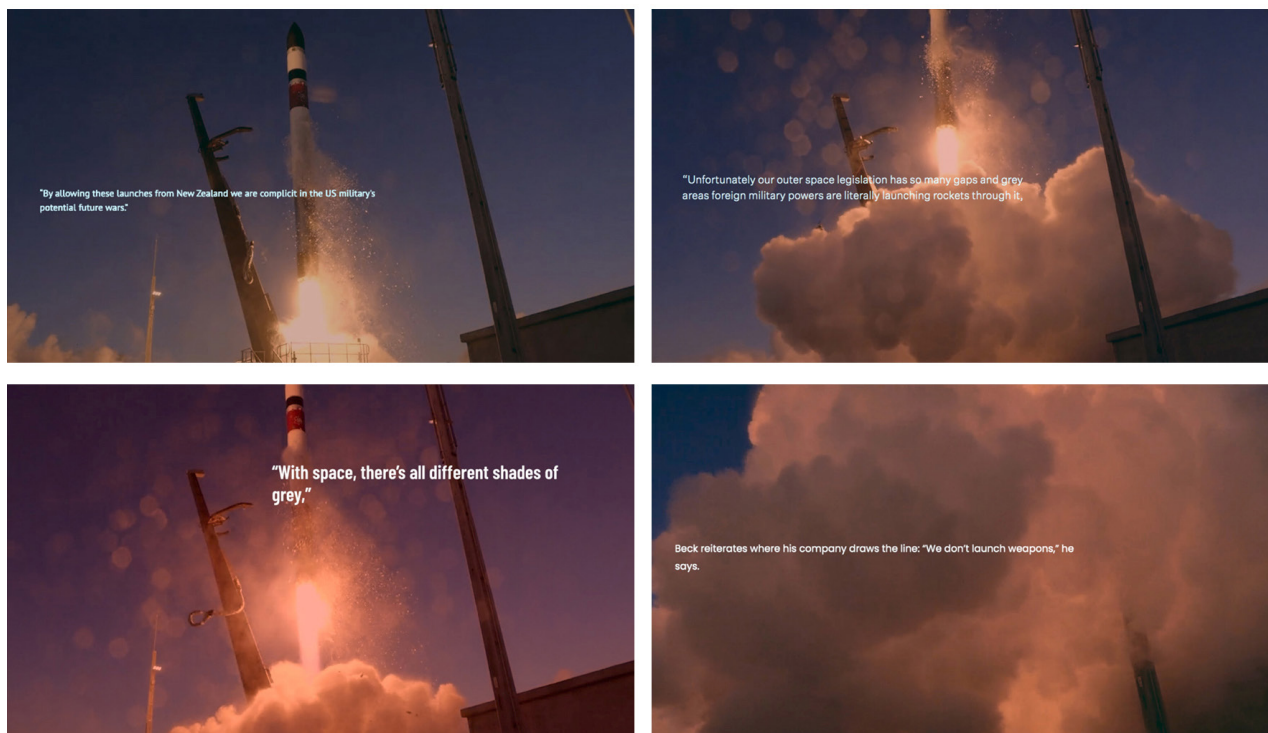 "By allowing these launches from New Zealand we are complicit in the US military's
potential future wars."
“Unfortunately our outer space legislation has so many gaps and grey
areas foreign military powers are literally launching rockets through it,
“With space, there’s all different shades of
grey,”
Beck reiterates where his company draws the line: “We don’t launch weapons,” he
says.